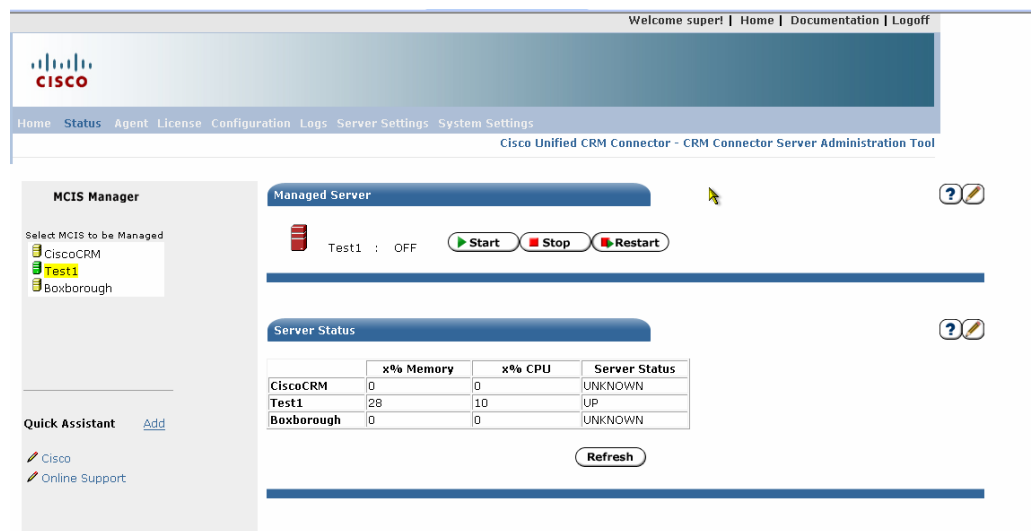 Welcome super! | Home | Documentation | Logoff
CISCO
Home Status Agent License Configuration Logs Server Settings System Settings
Cisco Unified CRM Connector - CRM Connector Server Administration Tool
MCIS Manager
Select MCIS to be Managed
CiscoCRM
Test1
Boxborough
Quick Assistant Add
Cisco
Online Support
Managed Server
?
Test1 : OFF Start Stop Restart
Server Status
?
x% Memory x% CPU Server Status
CiscoCRM 0 0 UNKNOWN
Test1 28 10 UP
Boxborough 0 0 UNKNOWN
Refresh